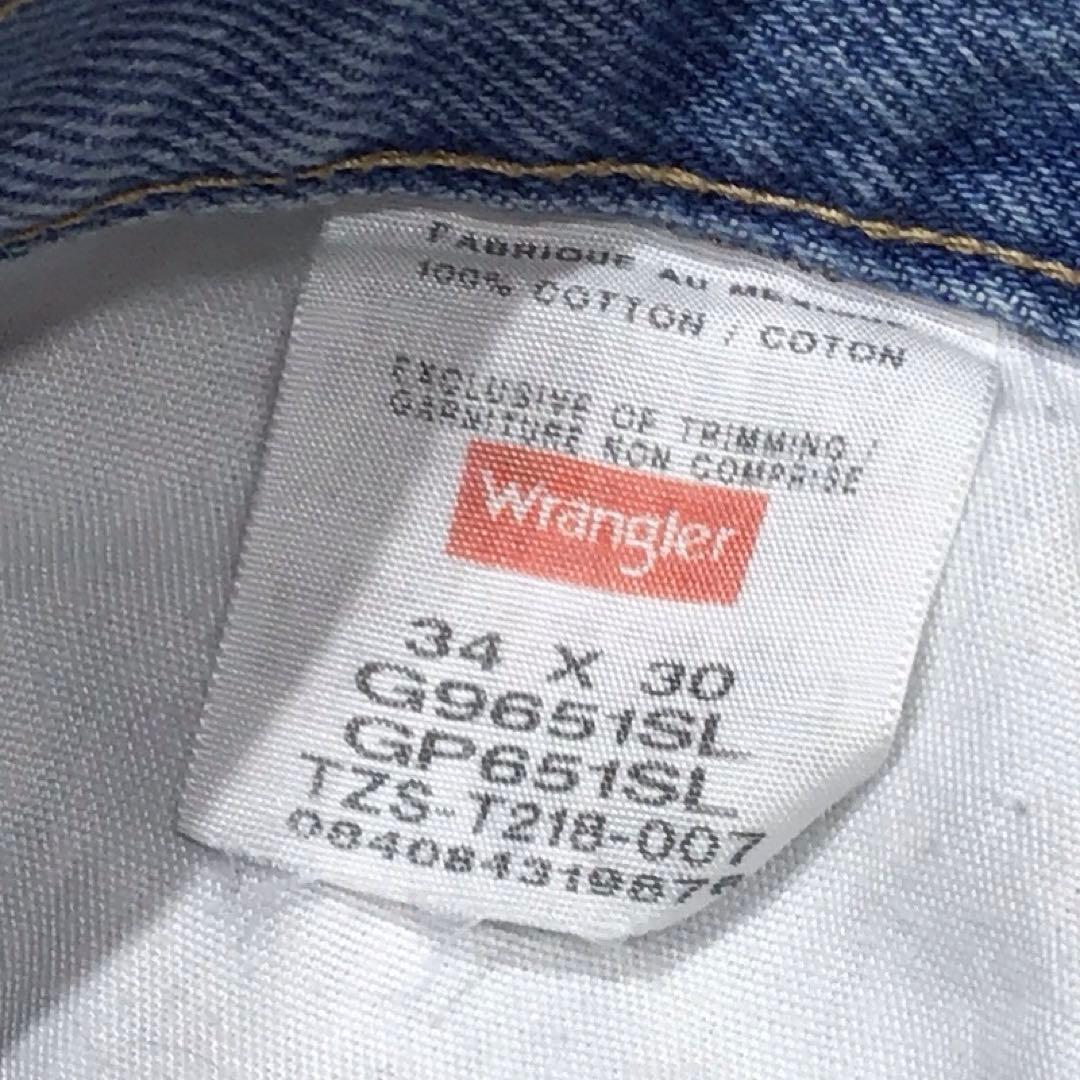 FABRIQUE AU
100% COTTON / COTON
EXCLUSIVE OF TRIMMING /
GARNITURE NON COMPRISE
Wrangler
34 X 30
G9651SL
GP651SL
TZS-T218-007